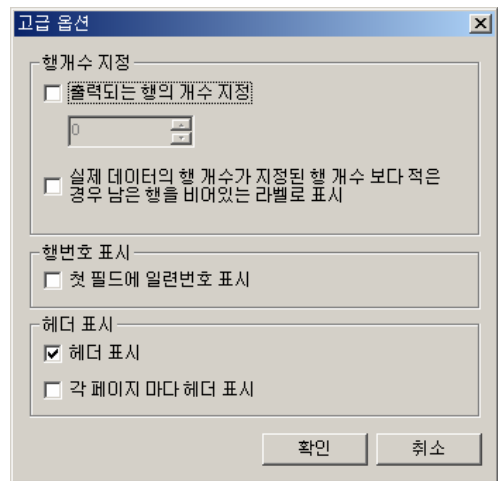 고급 옵션
행개수 지정
출력되는 행의 개수 지정
0
실제 데이터의 행 개수가 지정된 행 개수 보다 적은
경우 남은 행을 비어있는 라벨로 표시
행번호 표시
첫 필드에 일련번호 표시
헤더 표시
헤더 표시
각 페이지 마다 헤더 표시
확인 취소